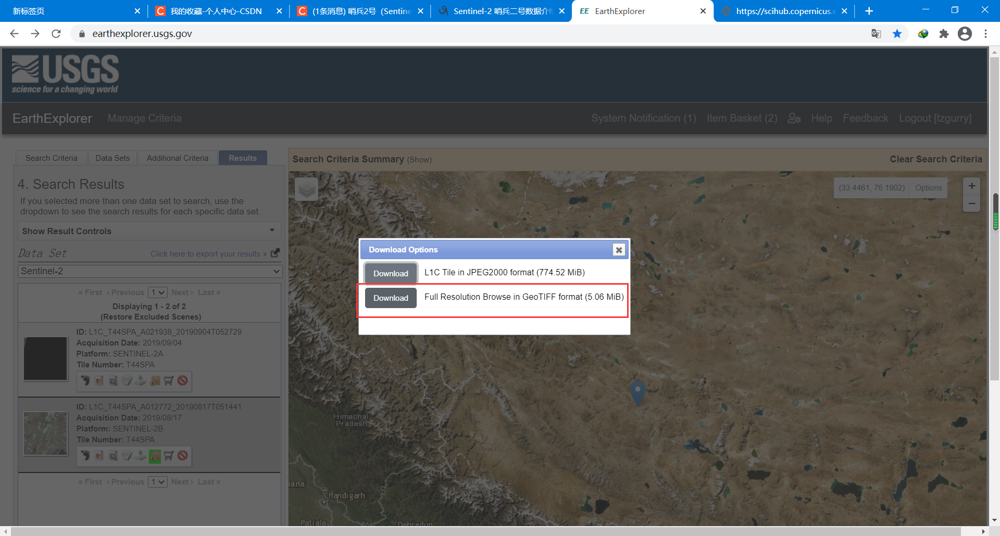 新标签页
我的收藏-个人中心-CSDN
(1条消息) 哨兵2号（Sentine
Sentinel-2 哨兵二号数据介
EarthExplorer
https://scihub.copernicus.e
earthexplorer.usgs.gov
USGS
science for a changing world
EarthExplorer
Manage Criteria
System Notification (1)
Item Basket (2)
Help
Feedback
Logout [tzgurry]
Search Criteria
Data Sets
Additional Criteria
Results
4. Search Results
If you selected more than one data set to search, use the
dropdown to see the search results for each specific data set.
Show Result Controls
Data Set
Click here to export your results »
Sentinel-2
« First ‹ Previous 1 Next › Last »
Displaying 1 - 2 of 2
(Restore Excluded Scenes)
ID: L1C_T44SPA_A021938_20190904T052729
Acquisition Date: 2019/09/04
Platform: SENTINEL-2A
Tile Number: T44SPA
ID: L1C_T44SPA_A012772_20190817T051441
Acquisition Date: 2019/08/17
Platform: SENTINEL-2B
Tile Number: T44SPA
« First ‹ Previous 1 Next › Last »
Search Criteria Summary (Show)
Clear Search Criteria
(33.4461, 76.1902)
Options
+
−
Download Options
Download
L1C Tile in JPEG2000 format (774.52 MiB)
Download
Full Resolution Browse in GeoTIFF format (5.06 MiB)
Himachal
Pradesh
iana
Chandigarh
Patiala
Dehradun